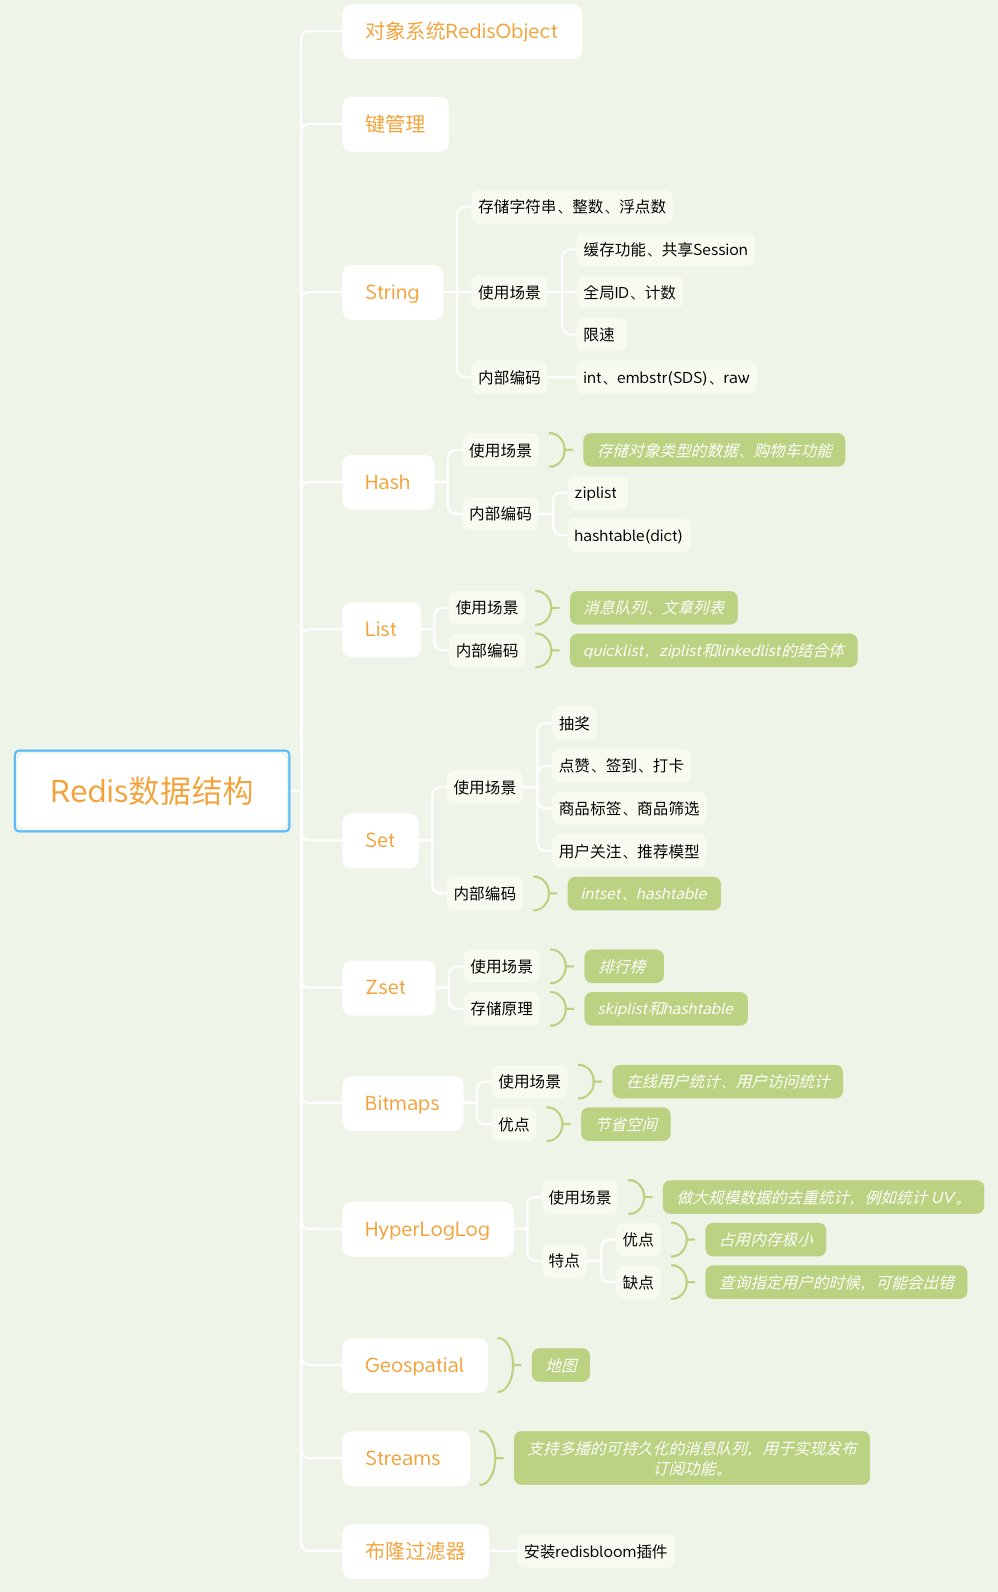 Redis数据结构
对象系统RedisObject
键管理
String
存储字符串、整数、浮点数
使用场景
缓存功能、共享Session
全局ID、计数
限速
内部编码
int、embstr(SDS)、raw
Hash
使用场景
存储对象类型的数据、购物车功能
内部编码
ziplist
hashtable(dict)
List
使用场景
消息队列、文章列表
内部编码
quicklist，ziplist和linkedlist的结合体
Set
使用场景
抽奖
点赞、签到、打卡
商品标签、商品筛选
用户关注、推荐模型
内部编码
intset、hashtable
Zset
使用场景
排行榜
存储原理
skiplist和hashtable
Bitmaps
使用场景
在线用户统计、用户访问统计
优点
节省空间
HyperLogLog
使用场景
做大规模数据的去重统计，例如统计 UV 。
特点
优点
占用内存极小
缺点
查询指定用户的时候，可能会出错
Geospatial
地图
Streams
支持多播的可持久化的消息队列，用于实现发布
订阅功能。
布隆过滤器
安装redisbloom插件